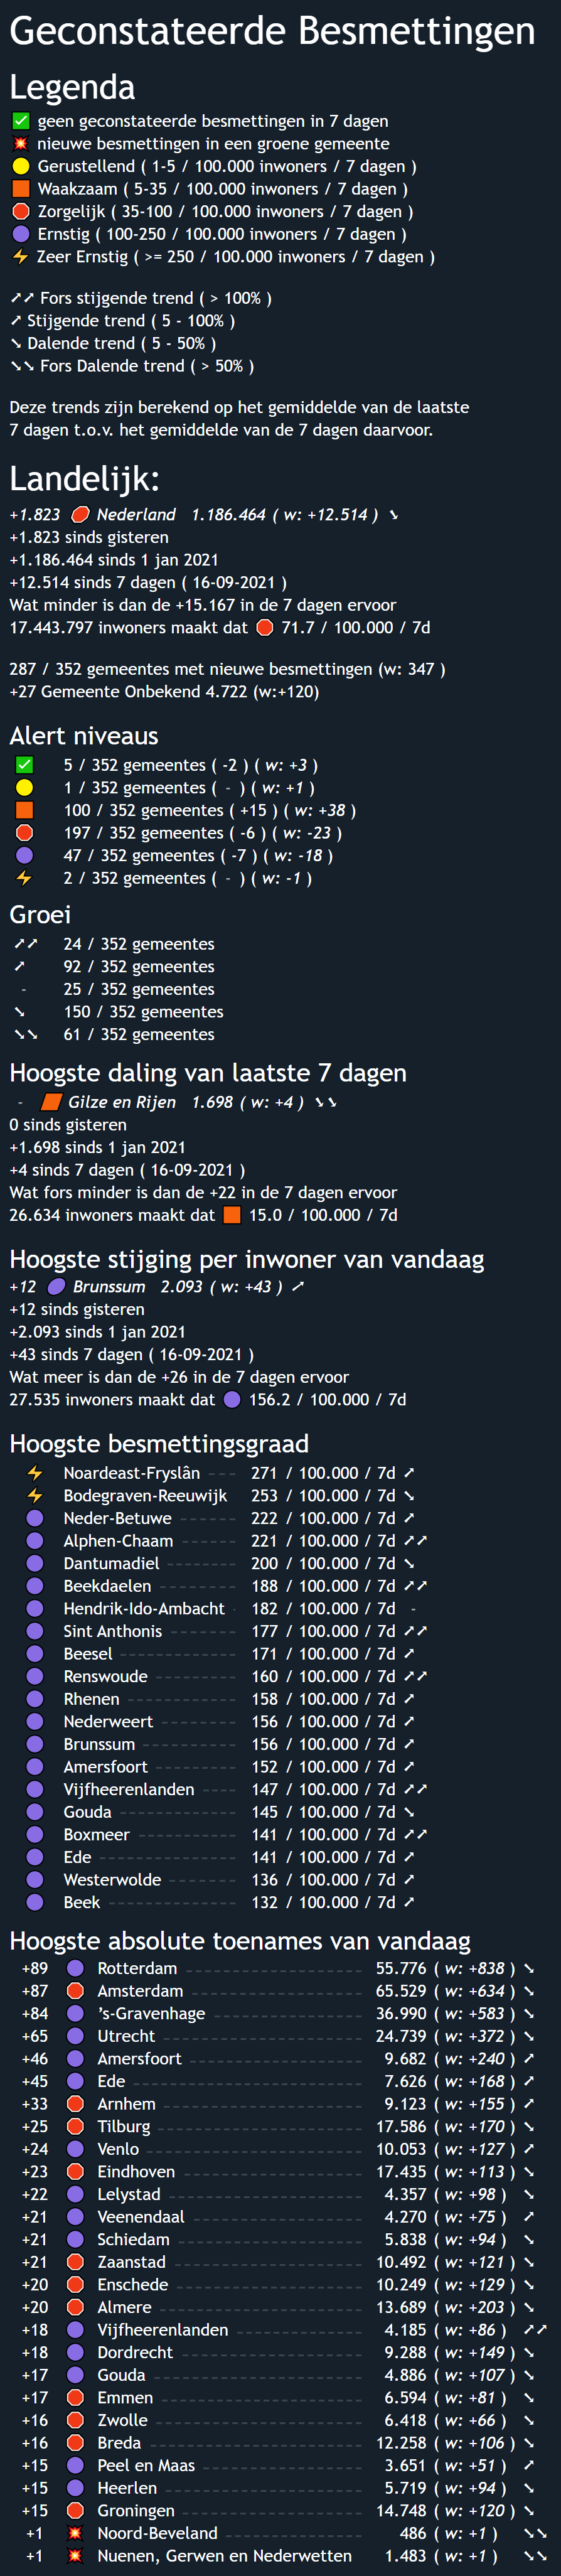 Geconstateerde Besmettingen
Legenda
✅ geen geconstateerde besmettingen in 7 dagen
💥 nieuwe besmettingen in een groene gemeente
🟡 Gerustellend ( 1-5 / 100.000 inwoners / 7 dagen )
🟧 Waakzaam ( 5-35 / 100.000 inwoners / 7 dagen )
🛑 Zorgelijk ( 35-100 / 100.000 inwoners / 7 dagen )
🟣 Ernstig ( 100-250 / 100.000 inwoners / 7 dagen )
⚡ Zeer Ernstig ( >= 250 / 100.000 inwoners / 7 dagen )
➚➚ Fors stijgende trend ( > 100% )
➚ Stijgende trend ( 5 - 100% )
➘ Dalende trend ( 5 - 50% )
➘➘ Fors Dalende trend ( > 50% )
Deze trends zijn berekend op het gemiddelde van de laatste
7 dagen t.o.v. het gemiddelde van de 7 dagen daarvoor.
Landelijk:
+1.823 🛑 Nederland 1.186.464 ( w: +12.514 ) ➘
+1.823 sinds gisteren
+1.186.464 sinds 1 jan 2021
+12.514 sinds 7 dagen ( 16-09-2021 )
Wat minder is dan de +15.167 in de 7 dagen ervoor
17.443.797 inwoners maakt dat 🛑 71.7 / 100.000 / 7d
287 / 352 gemeentes met nieuwe besmettingen (w: 347 )
+27 Gemeente Onbekend 4.722 (w:+120)
Alert niveaus
✅ 5 / 352 gemeentes ( -2 ) ( w: +3 )
🟡 1 / 352 gemeentes ( - ) ( w: +1 )
🟧 100 / 352 gemeentes ( +15 ) ( w: +38 )
🛑 197 / 352 gemeentes ( -6 ) ( w: -23 )
🟣 47 / 352 gemeentes ( -7 ) ( w: -18 )
⚡ 2 / 352 gemeentes ( - ) ( w: -1 )
Groei
➚➚ 24 / 352 gemeentes
➚ 92 / 352 gemeentes
- 25 / 352 gemeentes
➘ 150 / 352 gemeentes
➘➘ 61 / 352 gemeentes
Hoogste daling van laatste 7 dagen
- 🟧 Gilze en Rijen 1.698 ( w: +4 ) ➘➘
0 sinds gisteren
+1.698 sinds 1 jan 2021
+4 sinds 7 dagen ( 16-09-2021 )
Wat fors minder is dan de +22 in de 7 dagen ervoor
26.634 inwoners maakt dat 🟧 15.0 / 100.000 / 7d
Hoogste stijging per inwoner van vandaag
+12 🟣 Brunssum 2.093 ( w: +43 ) ➚
+12 sinds gisteren
+2.093 sinds 1 jan 2021
+43 sinds 7 dagen ( 16-09-2021 )
Wat meer is dan de +26 in de 7 dagen ervoor
27.535 inwoners maakt dat 🟣 156.2 / 100.000 / 7d
Hoogste besmettingsgraad
⚡ Noardeast-Fryslân --- 271 / 100.000 / 7d ➚
⚡ Bodegraven-Reeuwijk 253 / 100.000 / 7d ➘
🟣 Neder-Betuwe ------ 222 / 100.000 / 7d ➚
🟣 Alphen-Chaam ------ 221 / 100.000 / 7d ➚➚
🟣 Dantumadiel ------- 200 / 100.000 / 7d ➘
🟣 Beekdaelen -------- 188 / 100.000 / 7d ➚➚
🟣 Hendrik-Ido-Ambacht - 182 / 100.000 / 7d -
🟣 Sint Anthonis ------- 177 / 100.000 / 7d ➚➚
🟣 Beesel ------------ 171 / 100.000 / 7d ➚
🟣 Renswoude --------- 160 / 100.000 / 7d ➚➚
🟣 Rhenen ------------ 158 / 100.000 / 7d ➚
🟣 Nederweert -------- 156 / 100.000 / 7d ➚
🟣 Brunssum ---------- 156 / 100.000 / 7d ➚
🟣 Amersfoort --------- 152 / 100.000 / 7d ➚
🟣 Vijfheerenlanden ---- 147 / 100.000 / 7d ➚➚
🟣 Gouda ------------ 145 / 100.000 / 7d ➘
🟣 Boxmeer ---------- 141 / 100.000 / 7d ➚➚
🟣 Ede -------------- 141 / 100.000 / 7d ➚
🟣 Westerwolde ------- 136 / 100.000 / 7d ➚
🟣 Beek ------------- 132 / 100.000 / 7d ➚
Hoogste absolute toenames van vandaag
+89 🟣 Rotterdam ---------- 55.776 ( w: +838 ) ➘
+87 🛑 Amsterdam ---------- 65.529 ( w: +634 ) ➘
+84 🟣 's-Gravenhage ---------- 36.990 ( w: +583 ) ➘
+65 🟣 Utrecht ---------- 24.739 ( w: +372 ) ➘
+46 🟣 Amersfoort ---------- 9.682 ( w: +240 ) ➚
+45 🟣 Ede ---------- 7.626 ( w: +168 ) ➚
+33 🛑 Arnhem ---------- 9.123 ( w: +155 ) ➚
+25 🛑 Tilburg ---------- 17.586 ( w: +170 ) ➘
+24 🟣 Venlo ---------- 10.053 ( w: +127 ) ➚
+23 🛑 Eindhoven ---------- 17.435 ( w: +113 ) ➘
+22 🟣 Lelystad ---------- 4.357 ( w: +98 ) ➘
+21 🟣 Veenendaal ---------- 4.270 ( w: +75 ) ➚
+21 🟣 Schiedam ---------- 5.838 ( w: +94 ) ➘
+21 🛑 Zaanstad ---------- 10.492 ( w: +121 ) ➘
+20 🛑 Enschede ---------- 10.249 ( w: +129 ) ➘
+20 🛑 Almere ---------- 13.689 ( w: +203 ) ➘
+18 🟣 Vijfheerenlanden ---------- 4.185 ( w: +86 ) ➚➚
+18 🟣 Dordrecht ---------- 9.288 ( w: +149 ) ➘
+17 🟣 Gouda ---------- 4.886 ( w: +107 ) ➘
+17 🛑 Emmen ---------- 6.594 ( w: +81 ) ➘
+16 🛑 Zwolle ---------- 6.418 ( w: +66 ) ➘
+16 🛑 Breda ---------- 12.258 ( w: +106 ) ➘
+15 🟣 Peel en Maas ---------- 3.651 ( w: +51 ) ➚
+15 🟣 Heerlen ---------- 5.719 ( w: +94 ) ➘
+15 🛑 Groningen ---------- 14.748 ( w: +120 ) ➘
+1 💥 Noord-Beveland ---------- 486 ( w: +1 ) ➘➘
+1 💥 Nuenen, Gerwen en Nederwetten 1.483 ( w: +1 ) ➘➘